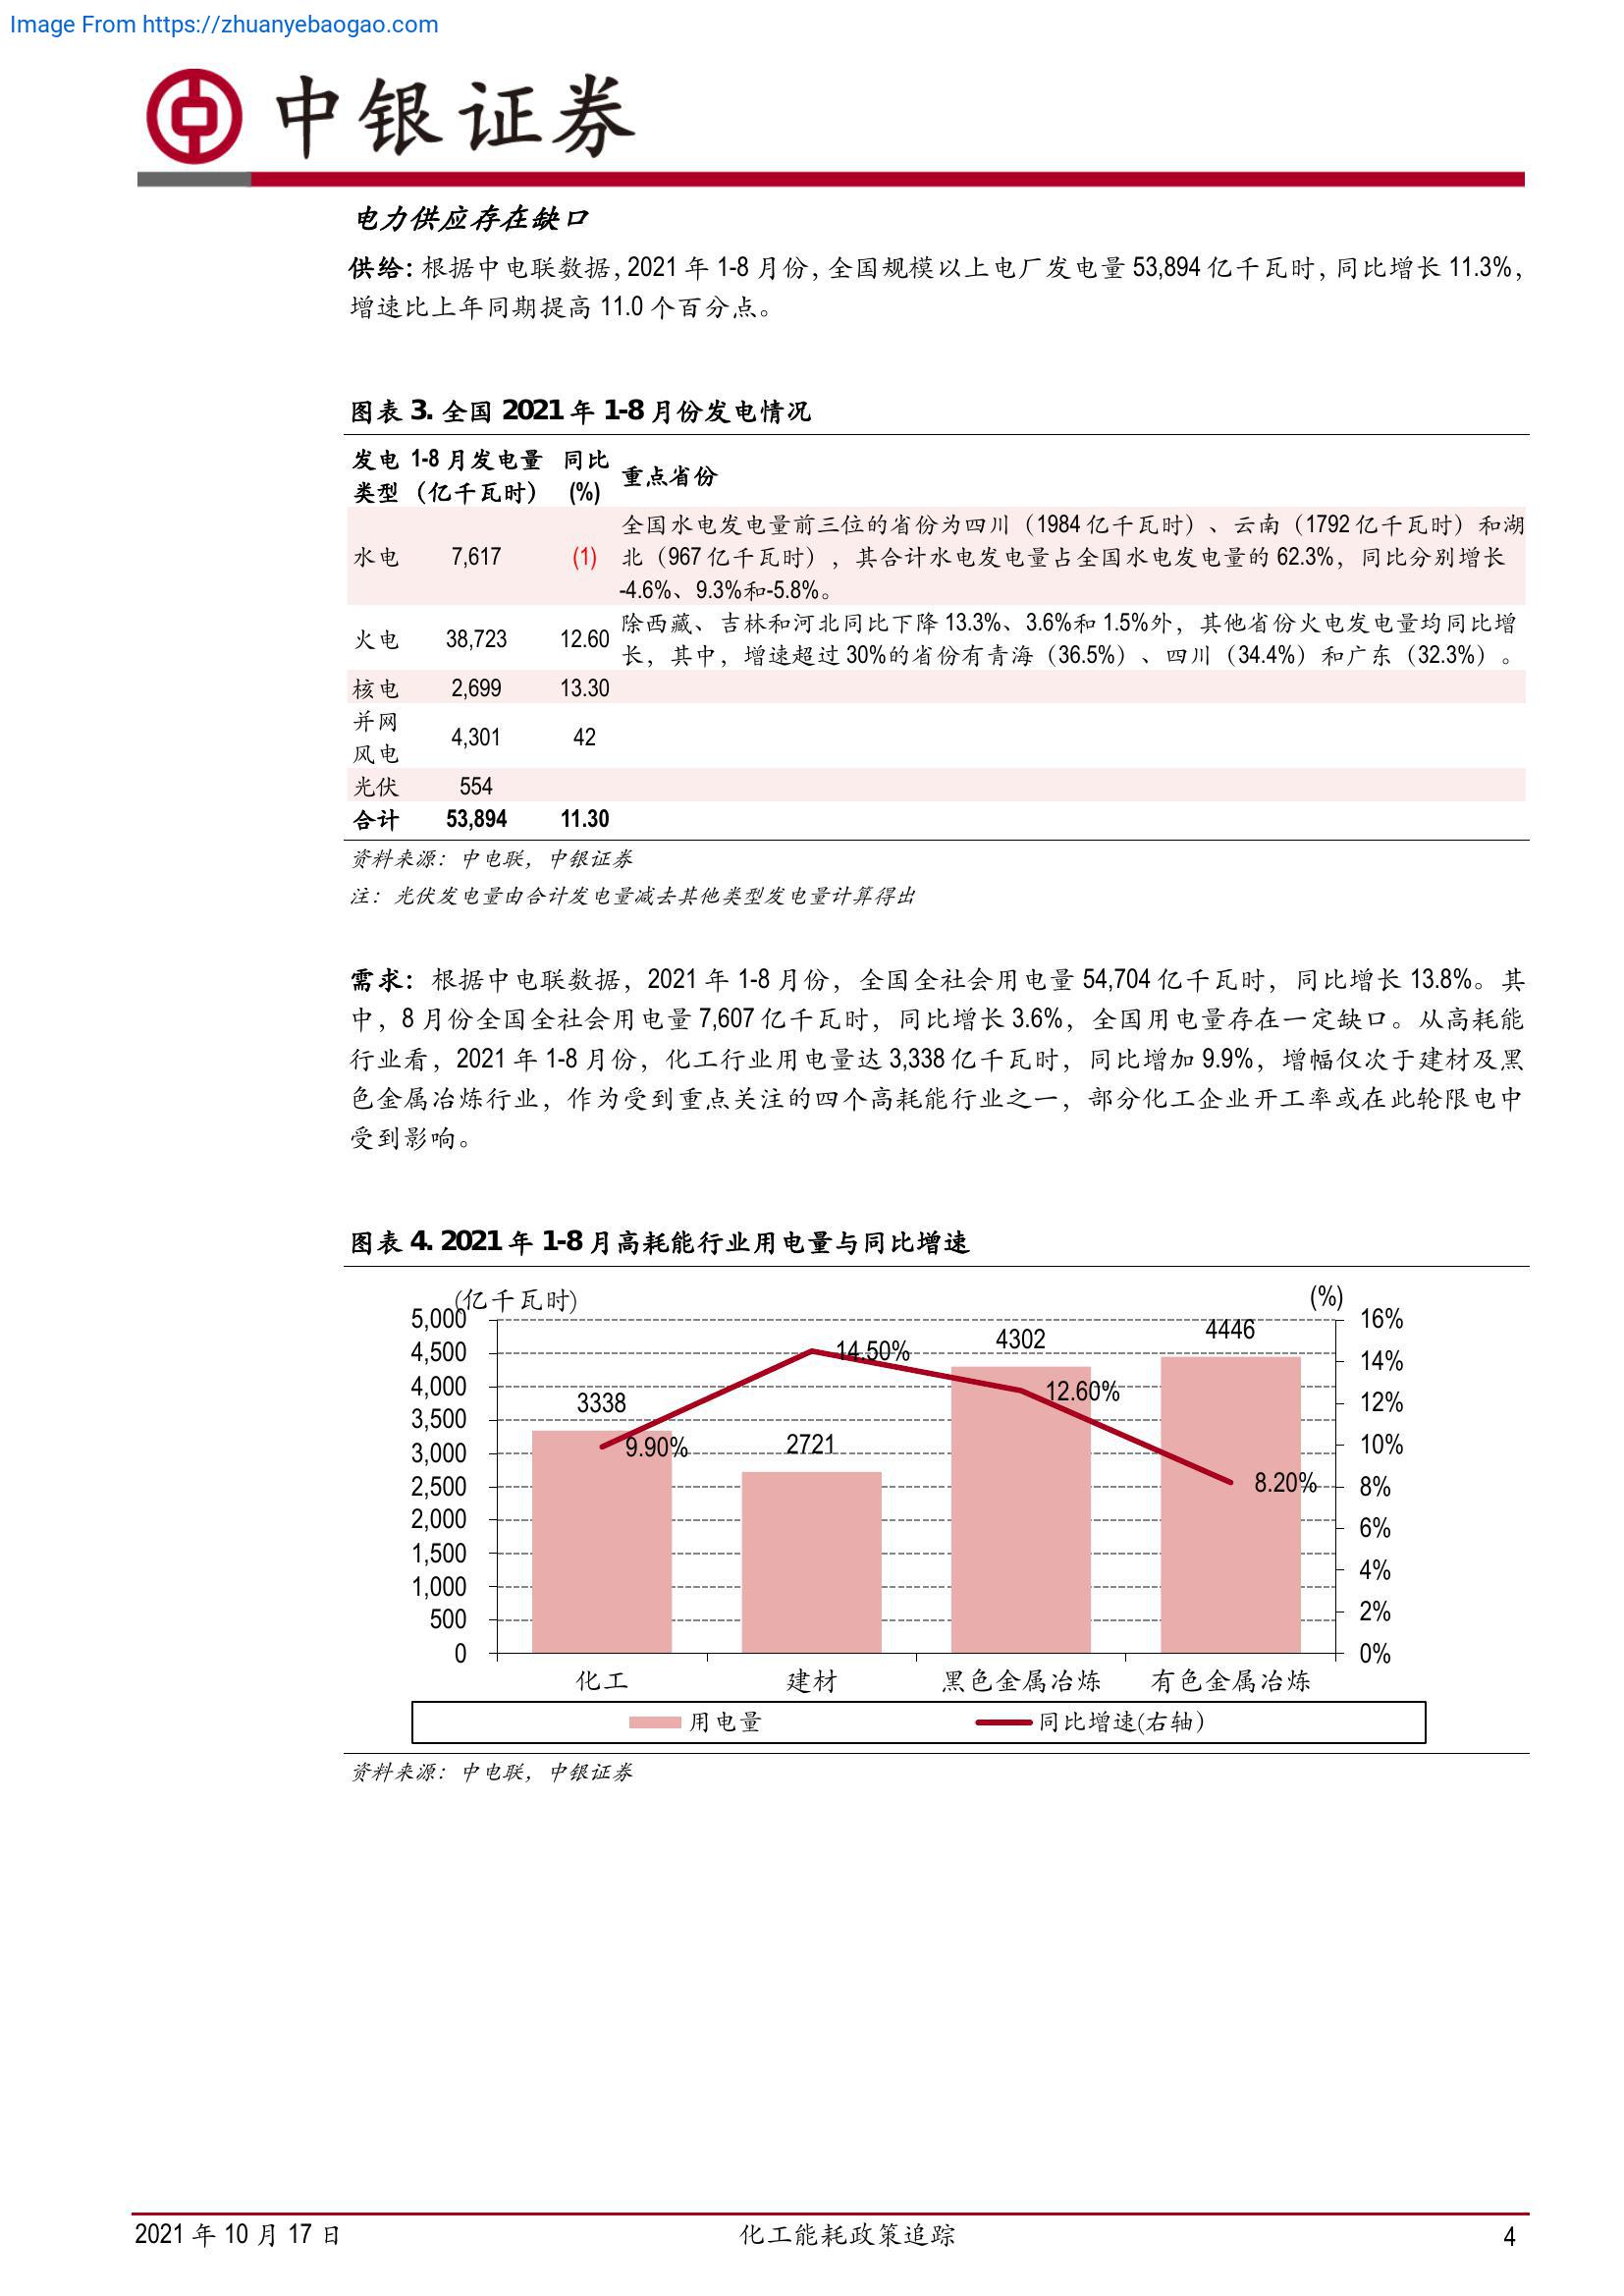 Image From https://zhuanyebaogao.com
中银证券
电力供应存在缺口
供给：根据中电联数据，2021 年 1-8 月份，全国规模以上电厂发电量 53,894 亿千瓦时，同比增长 11.3%，
增速比上年同期提高 11.0 个百分点。
图表 3. 全国 2021 年 1-8 月份发电情况
发电 1-8 月发电量 同比 重点省份
类型 （亿千瓦时） (%)
全国水电发电量前三位的省份为四川（1984 亿千瓦时）、云南（1792 亿千瓦时）和湖
水电 7,617 (1) 北（967 亿千瓦时），其合计水电发电量占全国水电发电量的 62.3%，同比分别增长
-4.6%、9.3%和-5.8%。
火电 38,723 12.60 除西藏、吉林和河北同比下降 13.3%、3.6%和 1.5%外，其他省份火电发电量均同比增
长，其中，增速超过 30%的省份有青海（36.5%）、四川（34.4%）和广东（32.3%）。
核电 2,699 13.30
并网
风电 4,301 42
光伏 554
合计 53,894 11.30
资料来源：中电联，中银证券
注：光伏发电量由合计发电量减去其他类型发电量计算得出
需求：根据中电联数据，2021 年 1-8 月份，全国全社会用电量 54,704 亿千瓦时，同比增长 13.8%。其
中，8 月份全国全社会用电量 7,607 亿千瓦时，同比增长 3.6%，全国用电量存在一定缺口。从高耗能
行业看，2021 年 1-8 月份，化工行业用电量达 3,338 亿千瓦时，同比增加 9.9%，增幅仅次于建材及黑
色金属冶炼行业，作为受到重点关注的四个高耗能行业之一，部分化工企业开工率或在此轮限电中
受到影响。
图表 4. 2021 年 1-8 月高耗能行业用电量与同比增速
(亿千瓦时) (%)
5,000 16%
4,500 14%
4,000 12%
3,500 10%
3,000 8%
2,500 6%
2,000 4%
1,500 2%
1,000 0%
500
0
3338 2721 4302 4446
9.90% 14.50% 12.60% 8.20%
化工 建材 黑色金属冶炼 有色金属冶炼
用电量 同比增速(右轴)
资料来源：中电联，中银证券
2021 年 10 月 17 日 化工能耗政策追踪 4